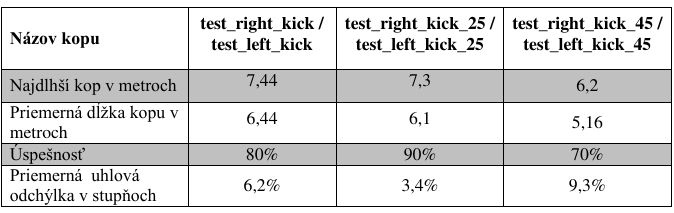 Názov kopu
test_right_kick / test_left_kick
test_right_kick_25 / test_left_kick_25
test_right_kick_45 / test_left_kick_45
Najdlhší kop v metroch
7,44
7,3
6,2
Priemerná dĺžka kopu v metroch
6,44
6,1
5,16
Úspešnosť
80%
90%
70%
Priemerná uhlová odchýlka v stupňoch
6,2%
3,4%
9,3%